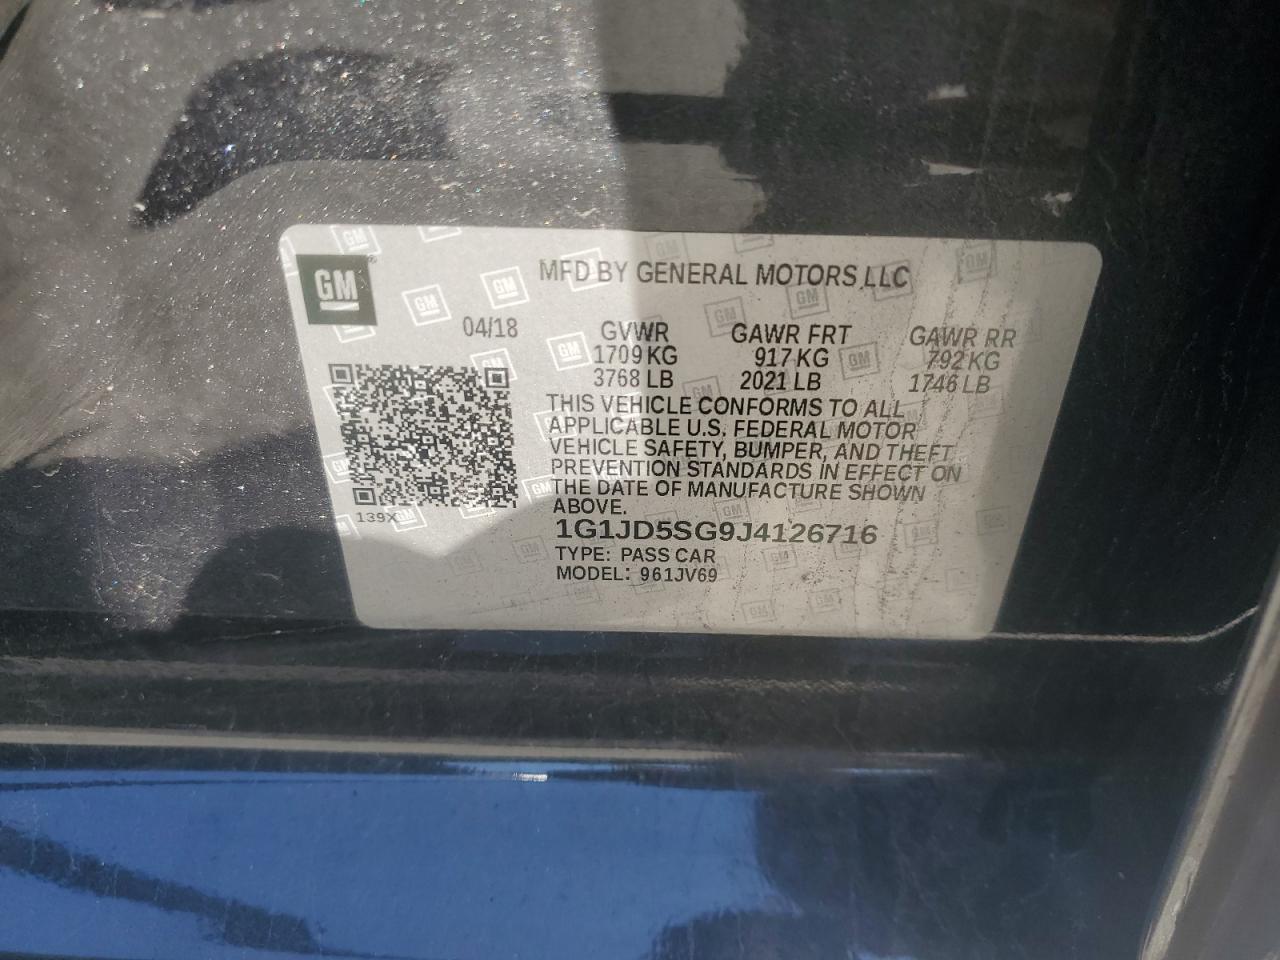 GM
MFD BY GENERAL MOTORS LLC
04/18 GVWR GAWR FRT GAWR RR
1709 KG 917 KG 792 KG
3768 LB 2021 LB 1746 LB
THIS VEHICLE CONFORMS TO ALL
APPLICABLE U.S. FEDERAL MOTOR
VEHICLE SAFETY, BUMPER, AND THEFT
PREVENTION STANDARDS IN EFFECT ON
THE DATE OF MANUFACTURE SHOWN
ABOVE.
139X
1G1JD5SG9J4126716
TYPE: PASS CAR
MODEL: 961JV69